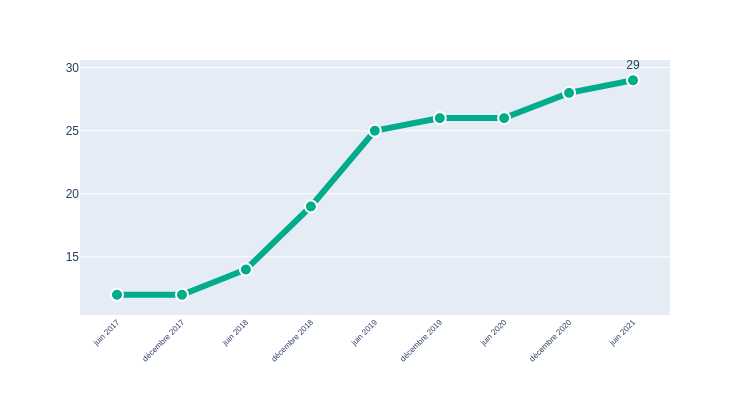 29
30
25
20
15
juin 2017
décembre 2017
juin 2018
décembre 2018
juin 2019
décembre 2019
juin 2020
décembre 2020
juin 2021